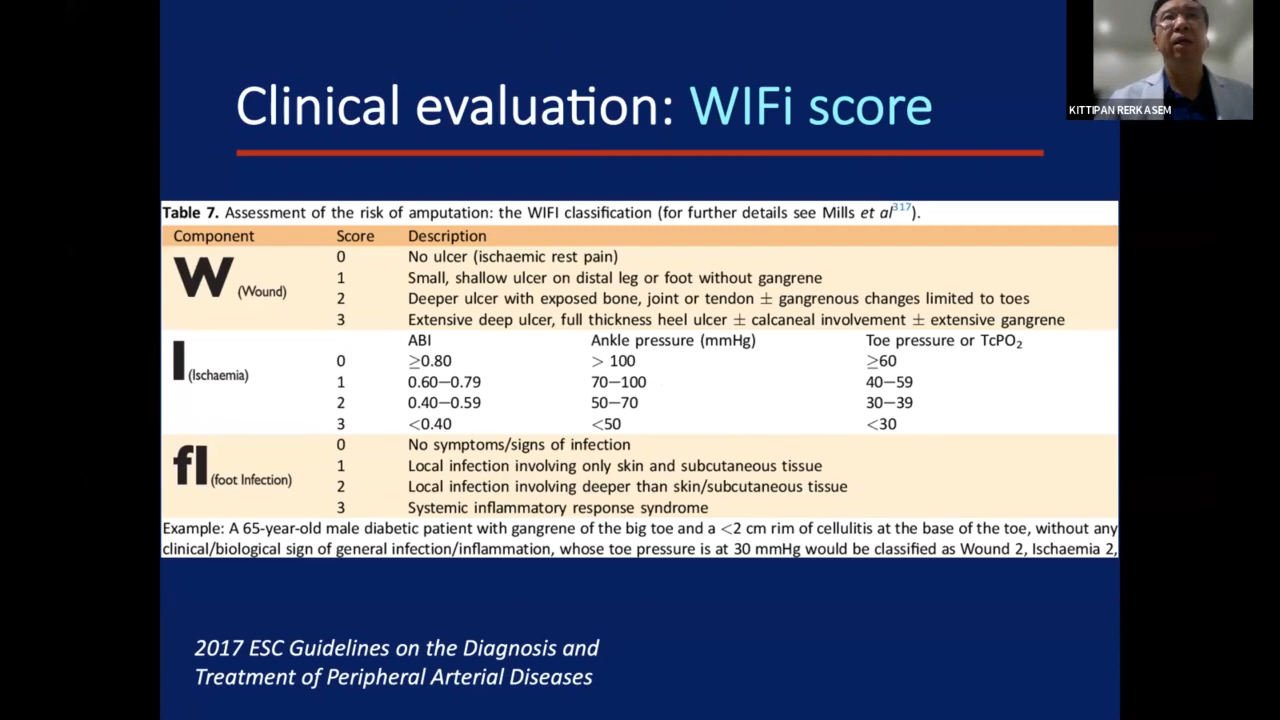 Clinical evaluation: WIFi score
KITTIPAN RERKASEM
Table 7. Assessment of the risk of amputation: the WIFI classification (for further details see Mills et al317).
Component Score Description
W (Wound)
0 No ulcer (ischaemic rest pain)
1 Small, shallow ulcer on distal leg or foot without gangrene
2 Deeper ulcer with exposed bone, joint or tendon ± gangrenous changes limited to toes
3 Extensive deep ulcer, full thickness heel ulcer ± calcaneal involvement ± extensive gangrene
I (Ischaemia)
ABI Ankle pressure (mmHg) Toe pressure or TcPO2
0 ≥0.80 > 100 ≥60
1 0.60–0.79 70–100 40–59
2 0.40–0.59 50–70 30–39
3 <0.40 <50 <30
fI (foot Infection)
0 No symptoms/signs of infection
1 Local infection involving only skin and subcutaneous tissue
2 Local infection involving deeper than skin/subcutaneous tissue
3 Systemic inflammatory response syndrome
Example: A 65-year-old male diabetic patient with gangrene of the big toe and a <2 cm rim of cellulitis at the base of the toe, without any
clinical/biological sign of general infection/inflammation, whose toe pressure is at 30 mmHg would be classified as Wound 2, Ischaemia 2,
2017 ESC Guidelines on the Diagnosis and
Treatment of Peripheral Arterial Diseases